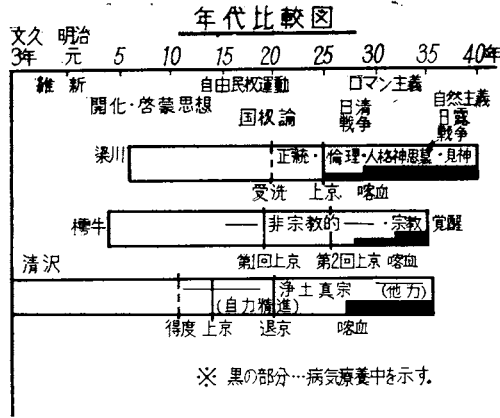 年代比較図
文久 明治
3年 元 5 10 15 20 25 30 35 40年
維新 自由民权運動 ロマン主義
開化・啓蒙思想 国权論 日清戦争 自然主義
日露戦争
梁川 正統・倫理・人格神思慕・見神
受洗 上京 喀血
樗牛 非宗教的 ・宗教 覚醒
第1回上京 第2回上京 喀血
清沢 浄土真宗 (他力)
(自力精進)
得度 上京 退京 喀血
※ 黒の部分…病気療養中を示す。